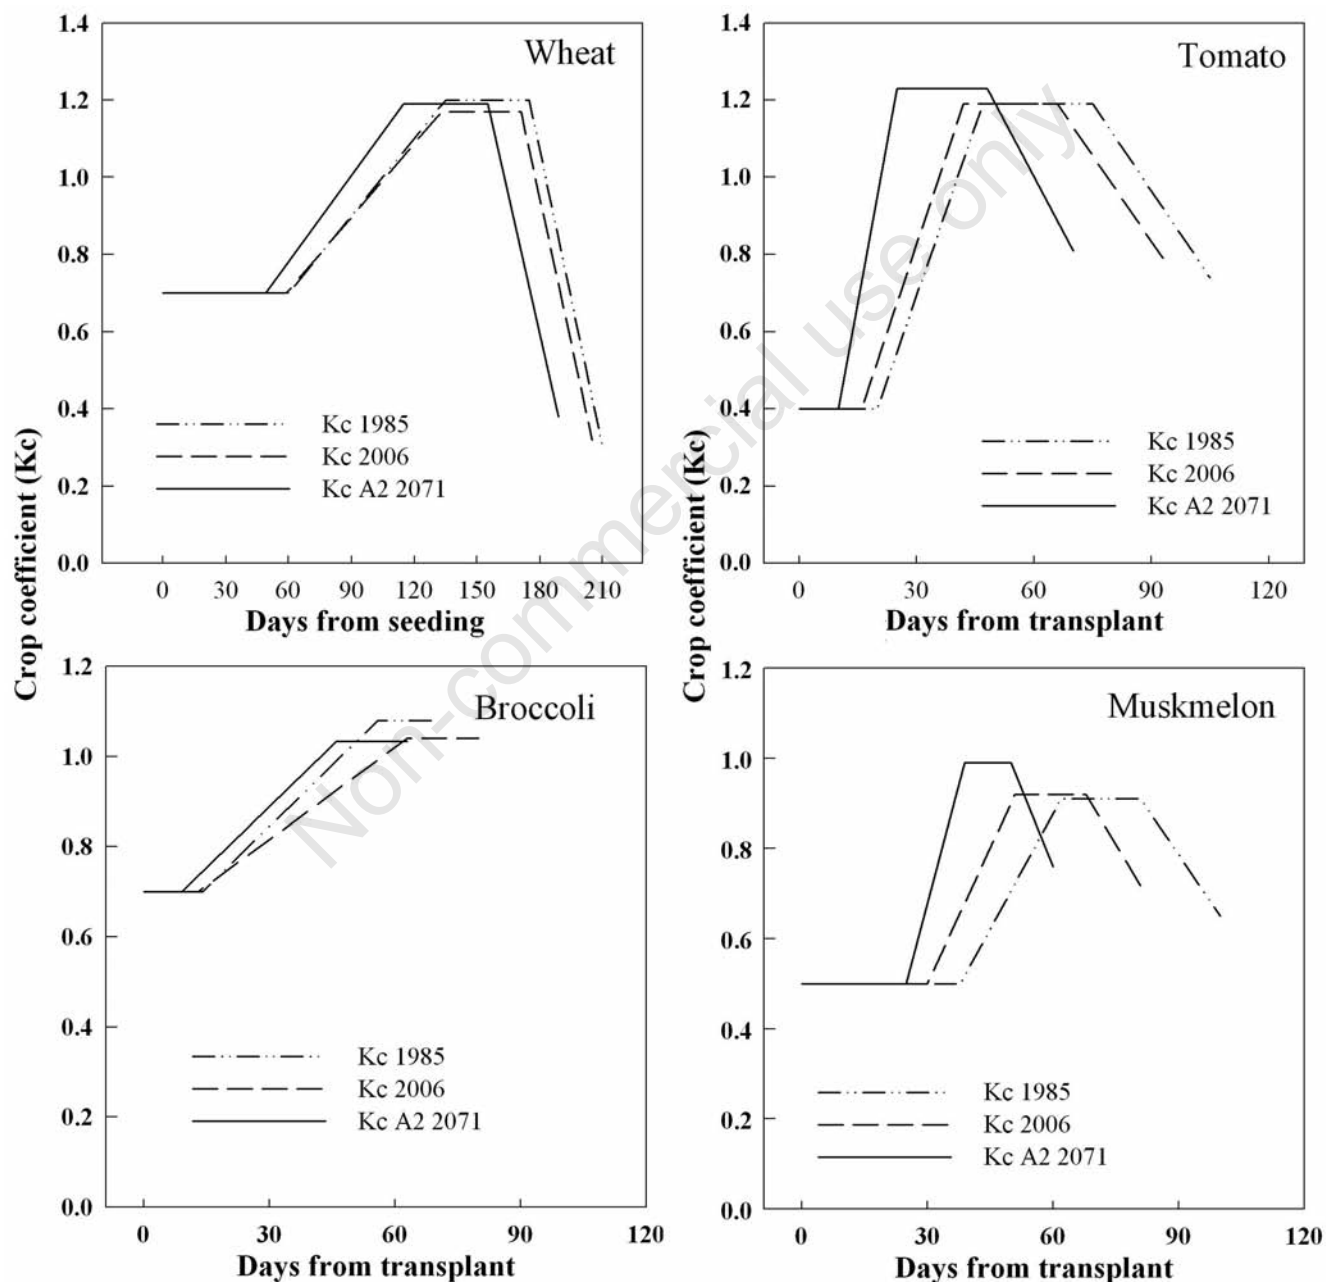 Wheat
1.4
1.2
1.0
0.8
0.6
0.4
0.2
0.0
Kc 1985
Kc 2006
Kc A2 2071
0 30 60 90 120 150 180 210
Days from seeding
Crop coefficient (Kc)
Tomato
1.4
1.2
1.0
0.8
0.6
0.4
0.2
0.0
Kc 1985
Kc 2006
Kc A2 2071
0 30 60 90 120
Days from transplant
Crop coefficient (Kc)
Broccoli
1.2
1.0
0.8
0.6
0.4
0.2
0.0
Kc 1985
Kc 2006
Kc A2 2071
0 30 60 90 120
Days from transplant
Muskmelon
1.2
1.0
0.8
0.6
0.4
0.2
0.0
Kc 1985
Kc 2006
Kc A2 2071
0 30 60 90 120
Days from transplant
Non-commercial use only